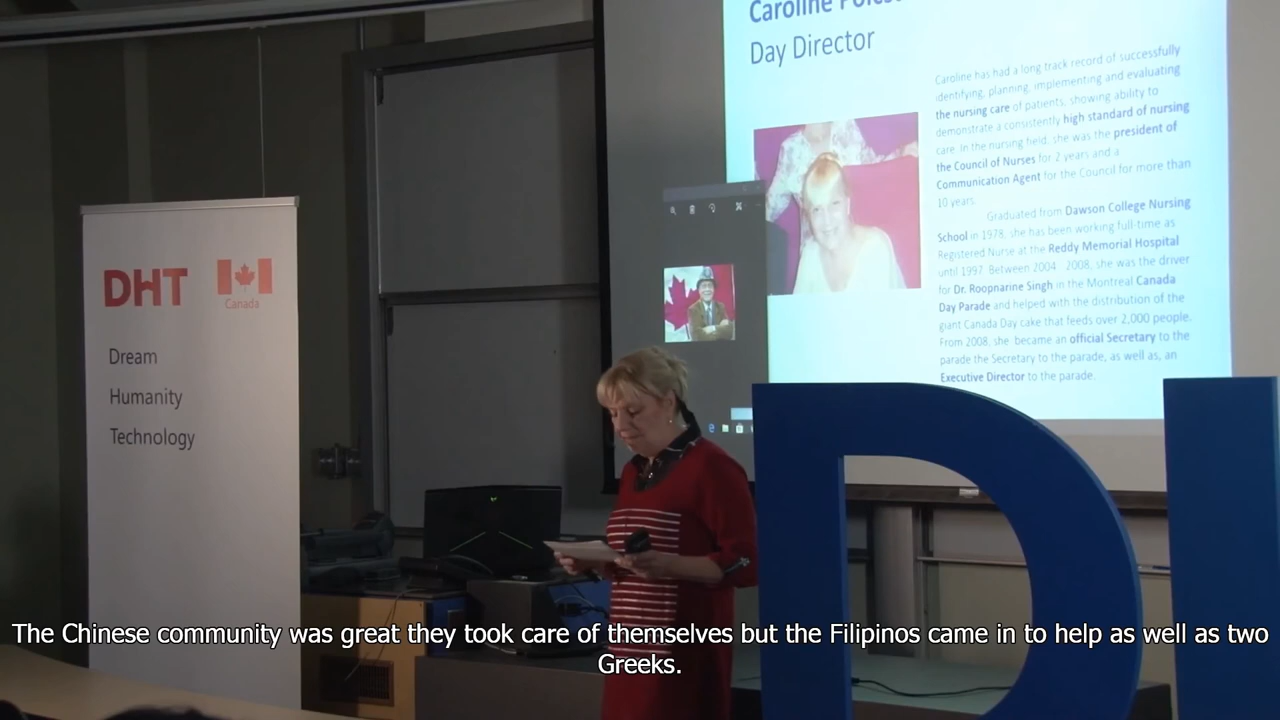 Caroline
Day Director
Caroline has had a long track record of successfully
identifying, planning, implementing and evaluating
the nursing care of patients, showing ability to
demonstrate a consistently high standard of nursing
care. In the nursing field, she was the president of
the Council of Nurses for 2 years and a
Communication Agent for the Council for more than
10 years.
Graduated from Dawson College Nursing
School in 1978, she has been working full-time as
Registered Nurse at the Reddy Memorial Hospital
until 1997. Between 2004 2008, she was the driver
for Dr. Roopnarine Singh in the Montreal Canada
Day Parade and helped with the distribution of the
giant Canada Day cake that feeds over 2,000 people.
From 2008, she became an official Secretary to the
parade the Secretary to the parade, as well as, an
Executive Director to the parade.
DHT
Canada
Dream
Humanity
Technology
D
The Chinese community was great they took care of themselves but the Filipinos came in to help as well as two
Greeks.